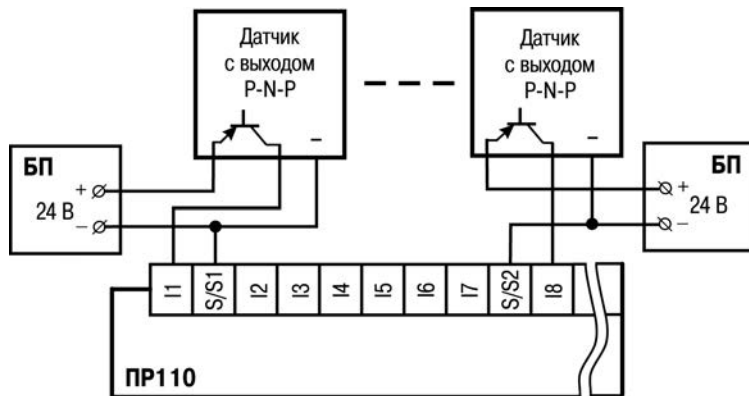 Датчик
с выходом
P-N-P
–
Датчик
с выходом
P-N-P
–
БП
+
24 В
–
БП
+
24 В
–
I1
S/S1
I2
I3
I4
I5
I6
I7
S/S2
I8
ПР110